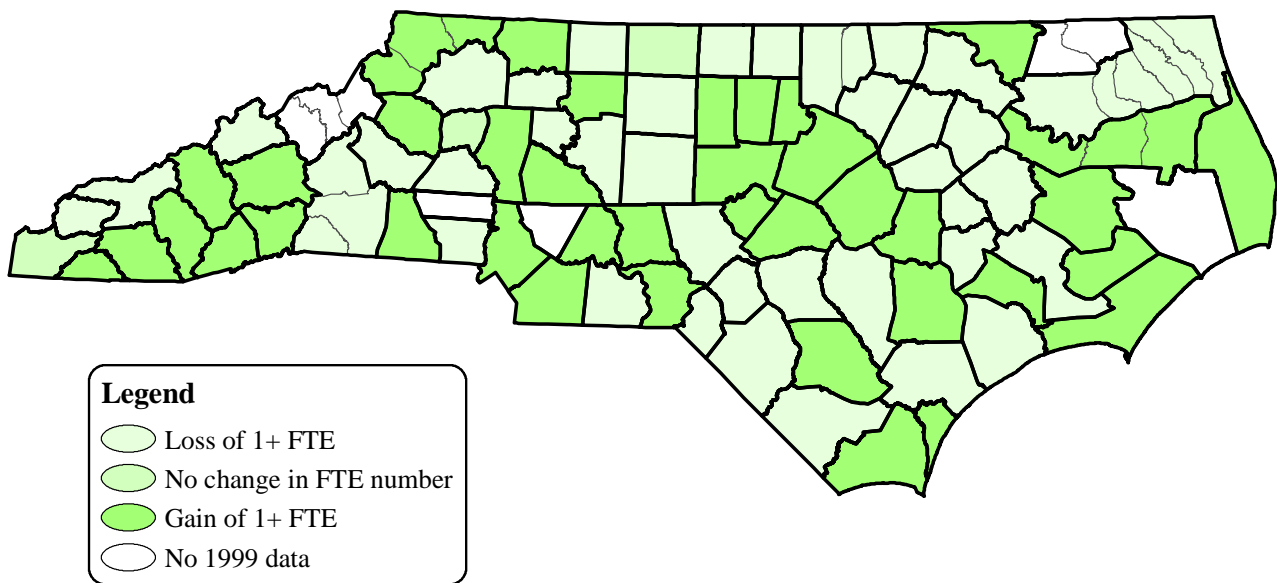 Legend
Loss of 1+ FTE
No change in FTE number
Gain of 1+ FTE
No 1999 data